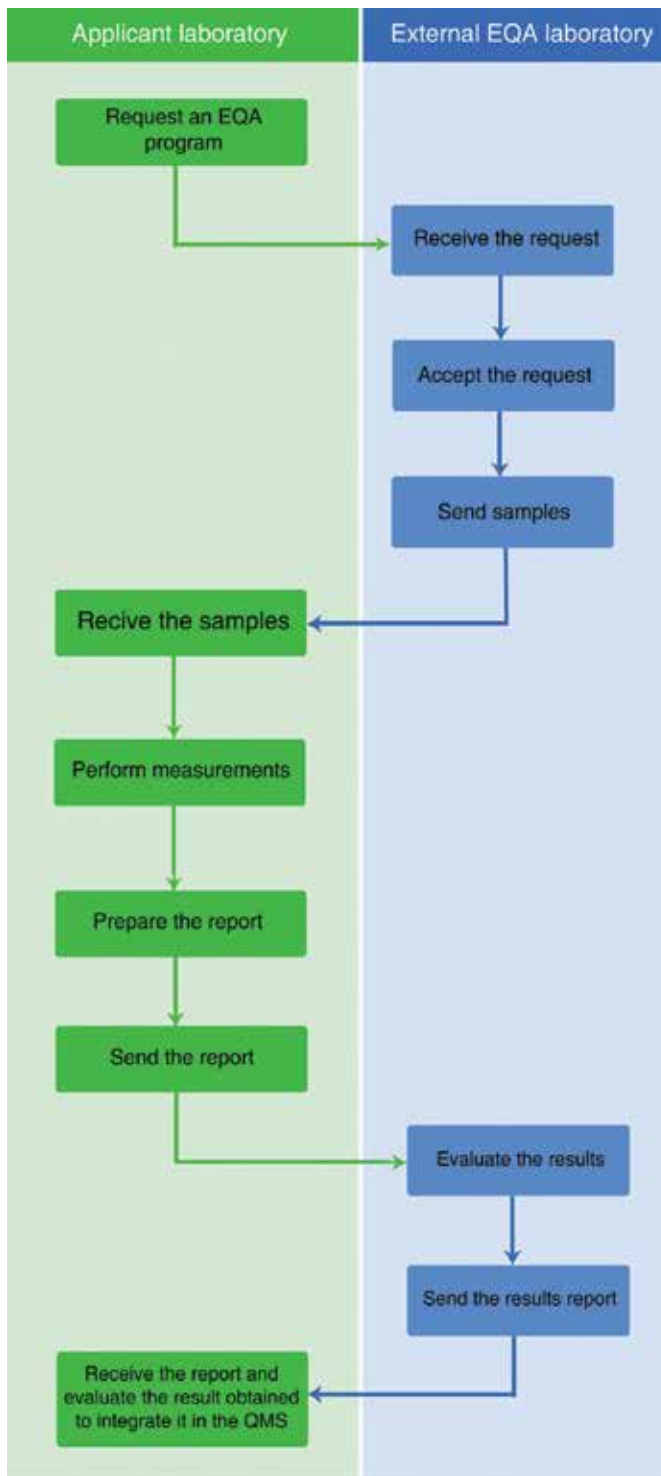 Applicant laboratory
External EQA laboratory
Request an EQA
program
Receive the request
Accept the request
Send samples
Recive the samples
Perform measurements
Prepare the report
Send the report
Evaluate the results
Send the results report
Receive the report and
evaluate the result obtained
to integrate it in the QMS